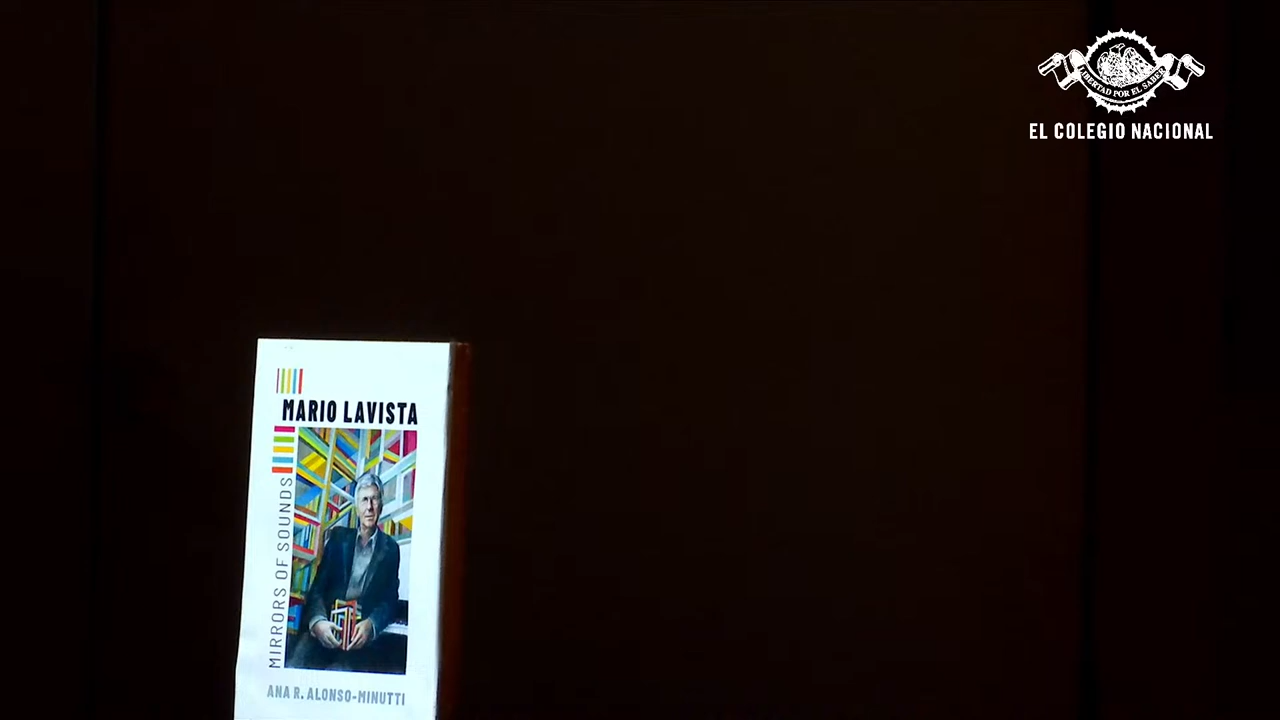 LIBERTAD POR EL SABER
EL COLEGIO NACIONAL
MARIO LAVISTA
MIRRORS OF SOUNDS
ANA R. ALONSO-MINUTTI